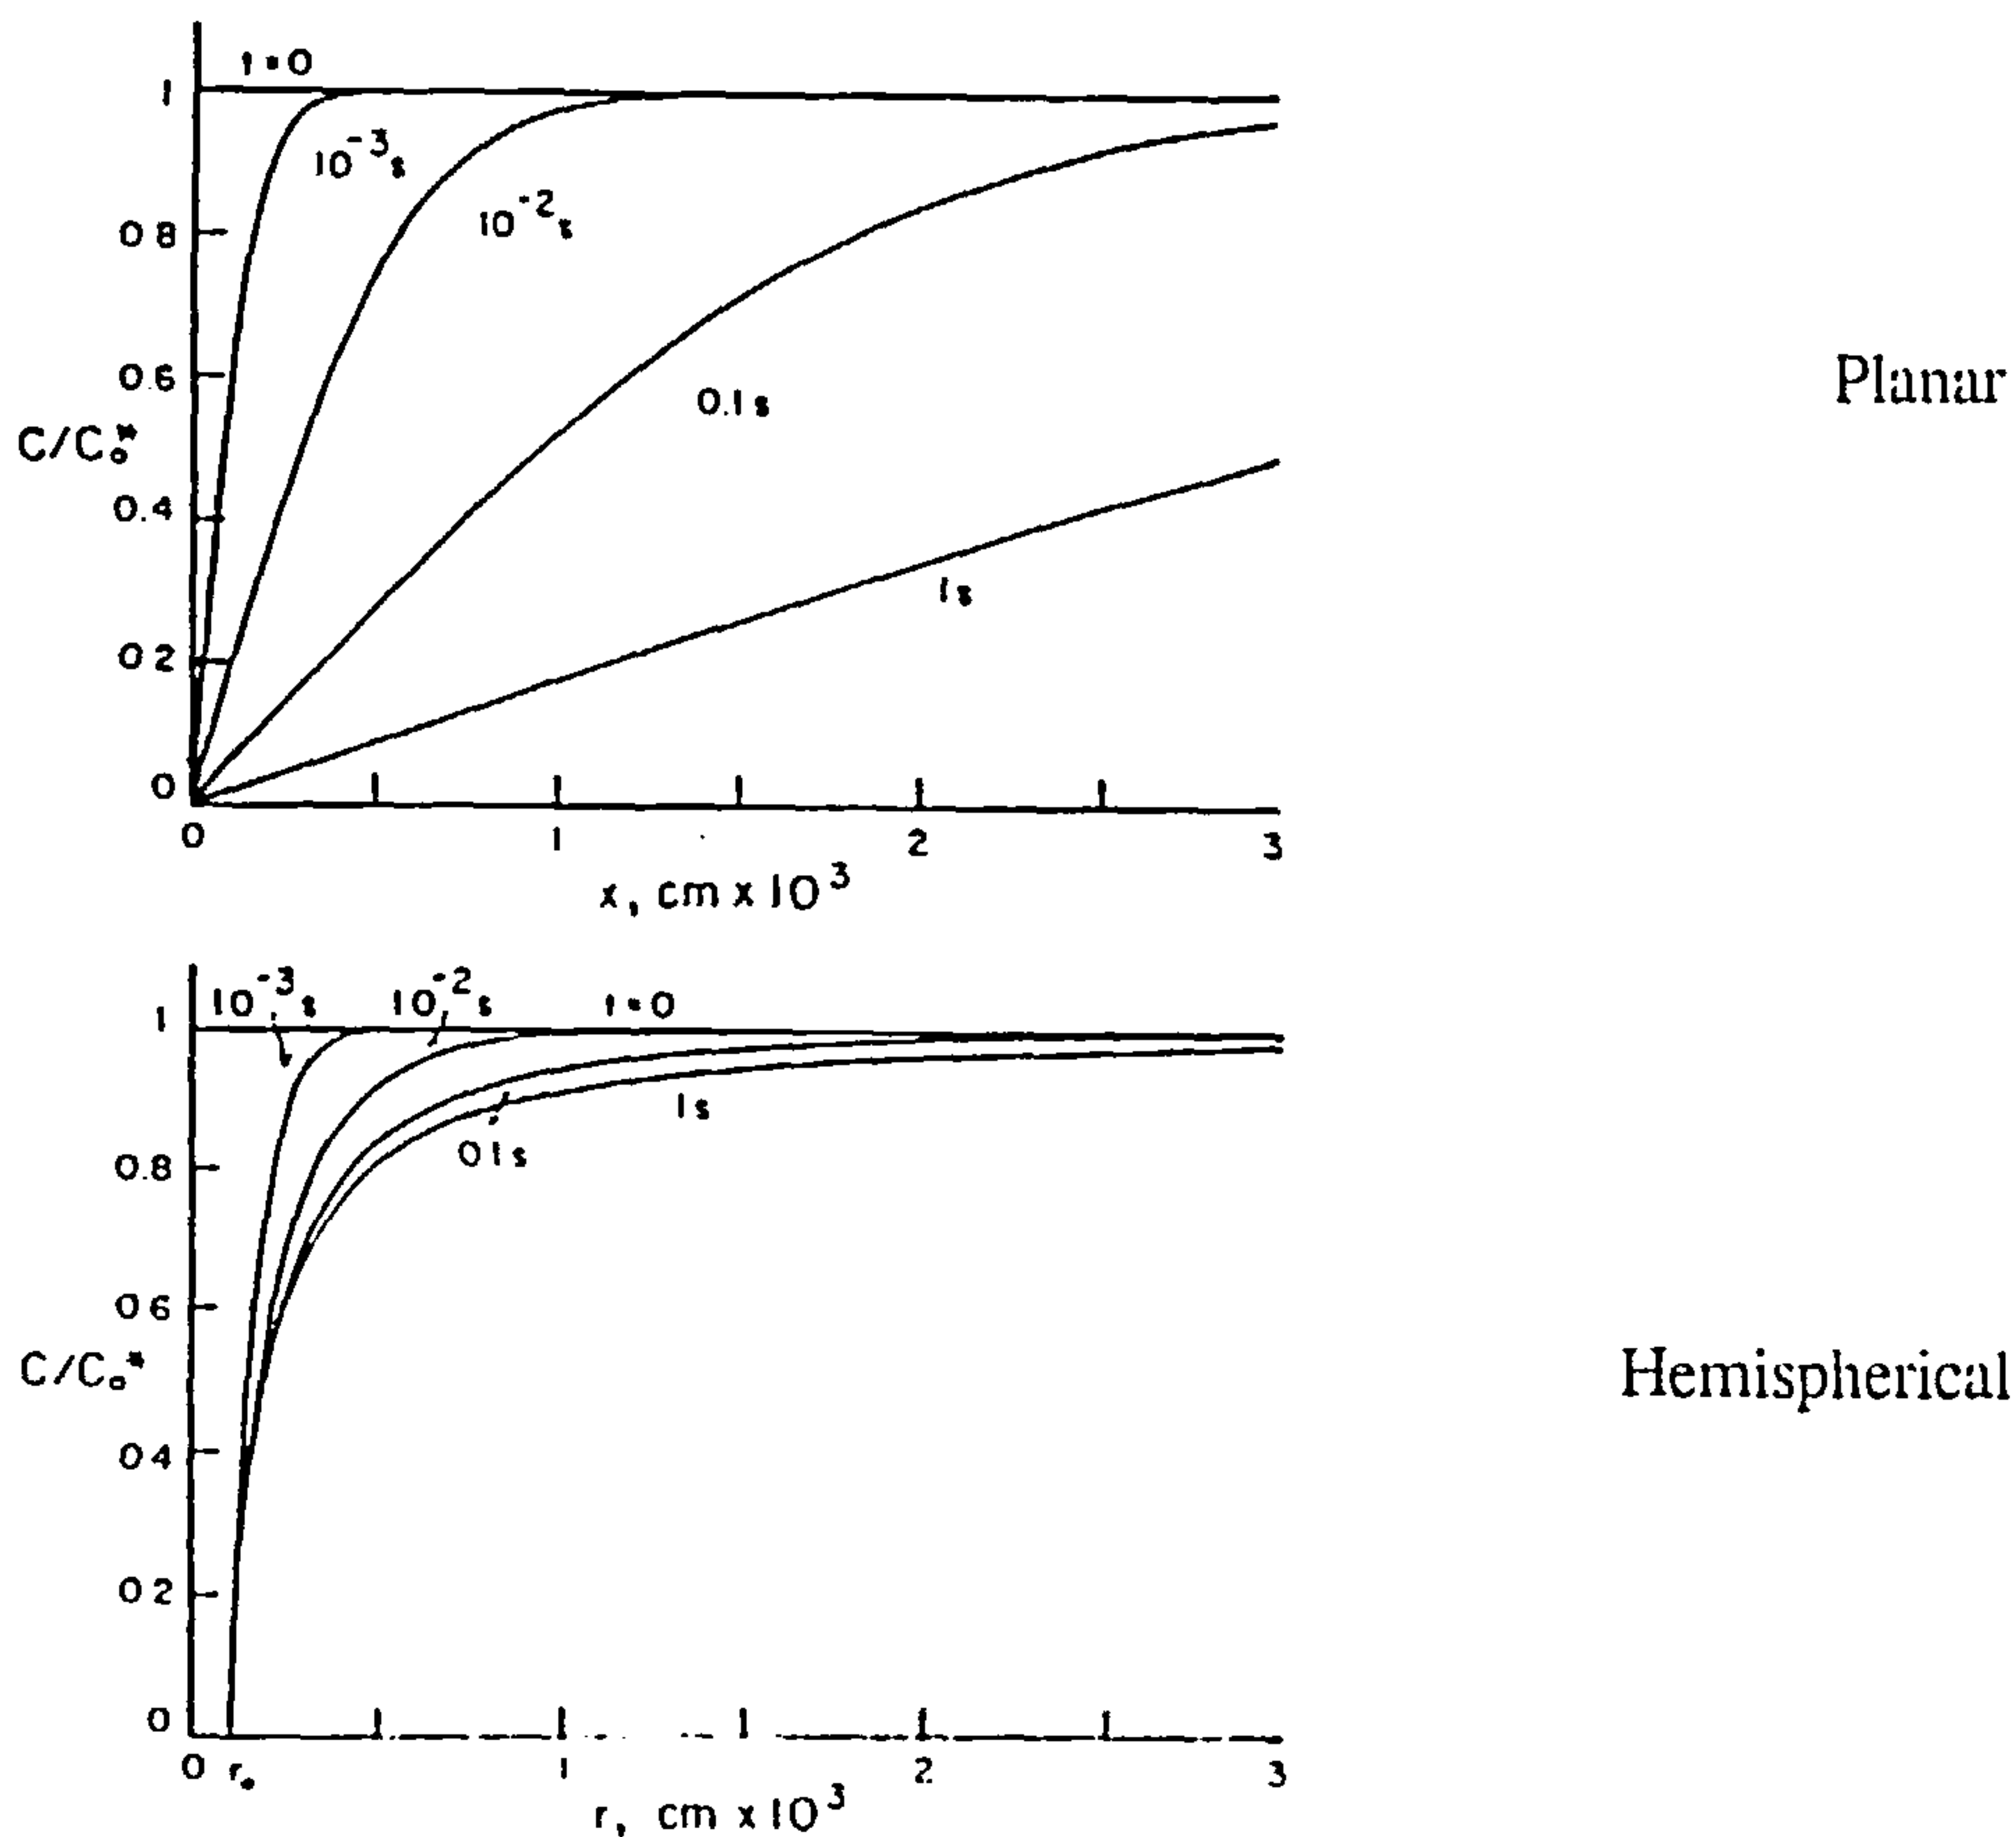 t=0
1
10⁻³s
10⁻²s
0 8
Planar
0 6
0.1s
C/C₀*
0.4
1s
0 2
0
0 1 2 3
x, cm x 10³
10⁻³s 10⁻²s t=0
1
1s
0 1s
0.8
0 6
C/C₀*
Hemispherical
0 4
0 2
0
0 r₀ 1 2 3
r, cm x 10³